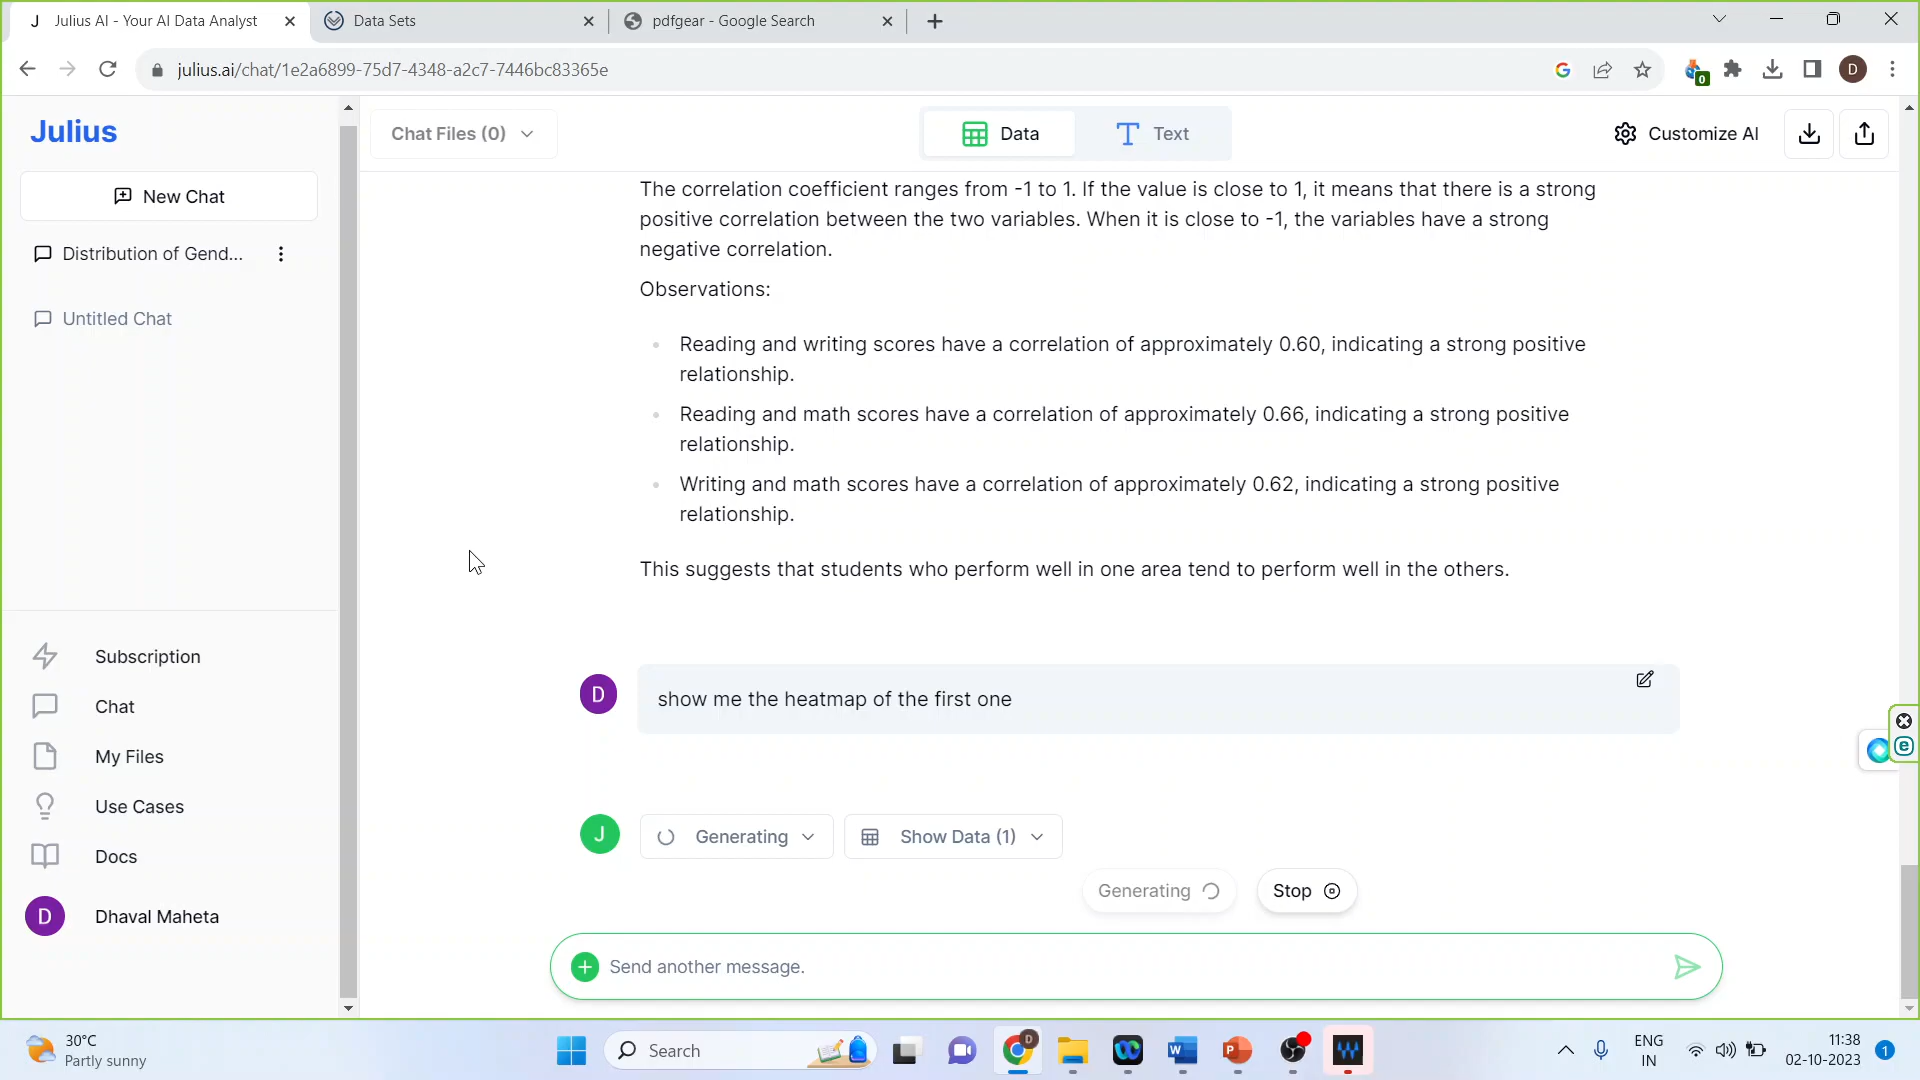 J Julius AI - Your AI Data Analyst
Data Sets
pdfgear - Google Search
julius.ai/chat/1e2a6899-75d7-4348-a2c7-7446bc83365e
0
D
Julius
Chat Files (0)
Data
Text
Customize AI
New Chat
Distribution of Gend...
Untitled Chat
The correlation coefficient ranges from -1 to 1. If the value is close to 1, it means that there is a strong
positive correlation between the two variables. When it is close to -1, the variables have a strong
negative correlation.
Observations:
Reading and writing scores have a correlation of approximately 0.60, indicating a strong positive
relationship.
Reading and math scores have a correlation of approximately 0.66, indicating a strong positive
relationship.
Writing and math scores have a correlation of approximately 0.62, indicating a strong positive
relationship.
This suggests that students who perform well in one area tend to perform well in the others.
D
show me the heatmap of the first one
J
Generating
Show Data (1)
Generating
Stop
Send another message.
Subscription
Chat
My Files
Use Cases
Docs
D Dhaval Maheta
30°C
Partly sunny
Search
D
ENG
IN
11:38
02-10-2023
1